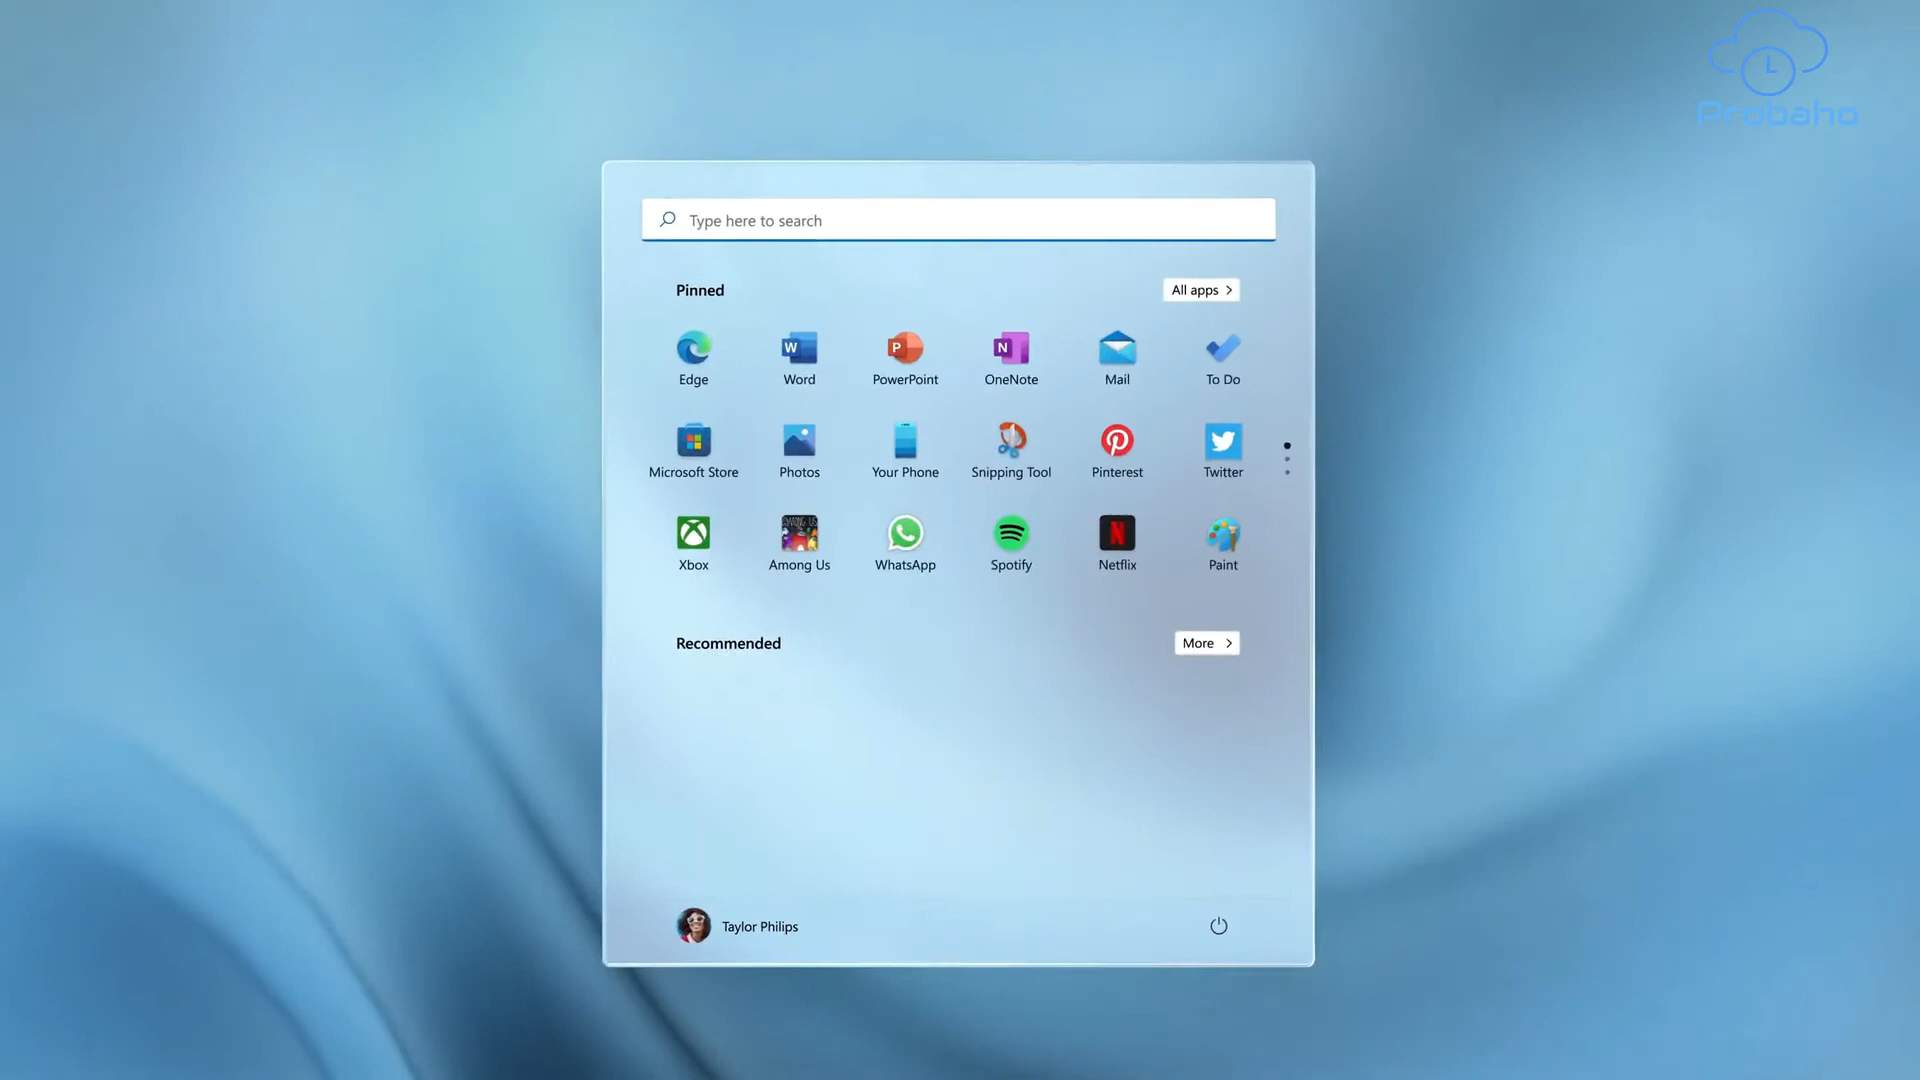 Probaho
Type here to search
Pinned
All apps
Edge
Word
PowerPoint
OneNote
Mail
To Do
Microsoft Store
Photos
Your Phone
Snipping Tool
Pinterest
Twitter
Xbox
Among Us
WhatsApp
Spotify
Netflix
Paint
Recommended
More
Taylor Philips